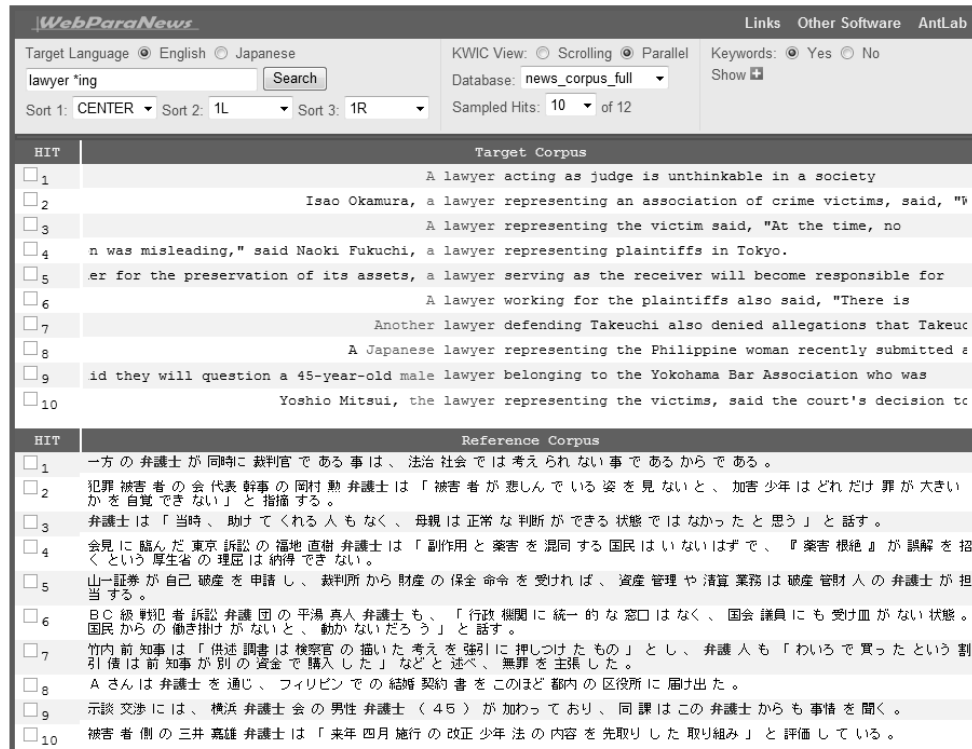 WebParaNews Links Other Software AntLab
Target Language English Japanese KWIC View: Scrolling Parallel Keywords: Yes No
lawyer *ing Search Database: news_corpus_full Show
Sort 1: CENTER Sort 2: 1L Sort 3: 1R Sampled Hits: 10 of 12
HIT Target Corpus
1 A lawyer acting as judge is unthinkable in a society
2 Isao Okamura, a lawyer representing an association of crime victims, said, "W
3 A lawyer representing the victim said, "At the time, no
4 n was misleading," said Naoki Fukuchi, a lawyer representing plaintiffs in Tokyo.
5 er for the preservation of its assets, a lawyer serving as the receiver will become responsible for
6 A lawyer working for the plaintiffs also said, "There is
7 Another lawyer defending Takeuchi also denied allegations that Takeuc
8 A Japanese lawyer representing the Philippine woman recently submitted a
9 id they will question a 45-year-old male lawyer belonging to the Yokohama Bar Association who was
10 Yoshio Mitsui, the lawyer representing the victims, said the court's decision to
HIT Reference Corpus
1 一方 の 弁護士 が 同時に 裁判官 で ある 事 は 、 法治 社会 で は 考え られ ない 事 で ある から で ある 。
2 犯罪 被害 者 の 会 代表 幹事 の 岡村 勲 弁護士 は 「 被害 者 が 悲しん で いる 姿 を 見 ない と 、 加害 少年 は どれ だけ 罪 が 大きい
か を 自覚 でき ない 」 と 指摘 する 。
3 弁護士 は 「 当時 、 助け て くれる 人 も なく 、 母親 は 正常 な 判断 が できる 状態 で は なかっ た と 思う 」 と 話す 。
4 会見 に 臨ん だ 東京 訴訟 の 福地 直樹 弁護士 は 「 副作用 と 薬害 を 混同 する 国民 は い ない はず で 、 『 薬害 根絶 』 が 誤解 を 招
く という 厚生省 の 理屈 は 納得 でき ない 。
5 山一証券 が 自己 破産 を 申請 し 、 裁判所 から 財産 の 保全 命令 を 受けれ ば 、 資産 管理 や 清算 業務 は 破産 管財 人 の 弁護士 が 担
当 する 。
6 BC 級 戦犯 者 訴訟 弁護 団 の 平湯 真人 弁護士 も 、 「 行政 機関 に 統一 的 な 窓口 は なく 、 国会 議員 に も 受け皿 が ない 状態 。
国民 から の 働き掛け が ない と 、 動か ない だろ う 」 と 話す 。
7 竹内 前 知事 は 「 供述 調書 は 検察官 の 描い た 考え を 強引 に 押しつけ た もの 」 と し 、 弁護 人 も 「 わいろ で 買っ た という 割
引 債 は 前 知事 が 別 の 資金 で 購入 し た 」 など と 述べ 、 無罪 を 主張 し た 。
8 A さん は 弁護士 を 通じ 、 フィリピン で の 結婚 契約 書 を このほど 都内 の 区役所 に 届け出 た 。
9 示談 交渉 に は 、 横浜 弁護士 会 の 男性 弁護士 ( 45 ) が 加わっ て おり 、 同 課 は この 弁護士 から も 事情 を 聞く 。
10 被害 者 側 の 三井 嘉雄 弁護士 は 「 来年 四月 施行 の 改正 少年 法 の 内容 を 先取り し た 取り組み 」 と 評価 し て いる 。